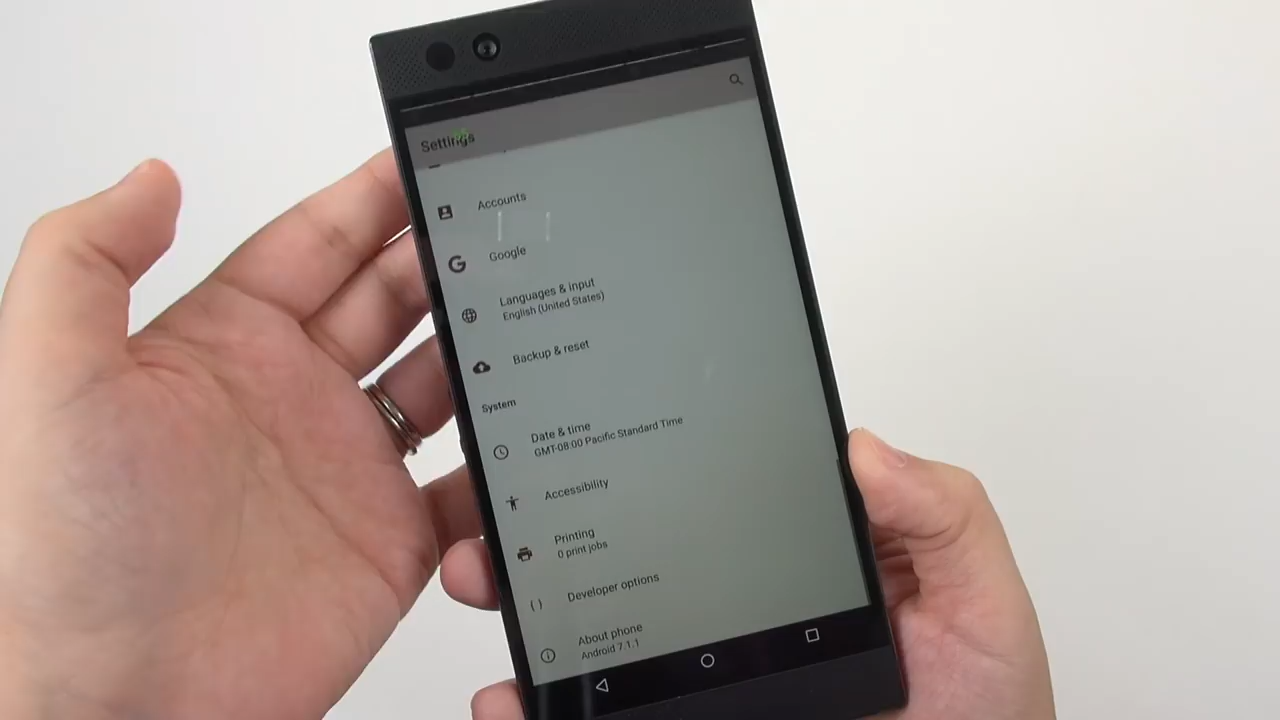 Settings
Accounts
Google
Languages & input
English (United States)
Backup & reset
System
Date & time
GMT-08:00 Pacific Standard Time
Accessibility
Printing
0 print jobs
Developer options
About phone
Android 7.1.1